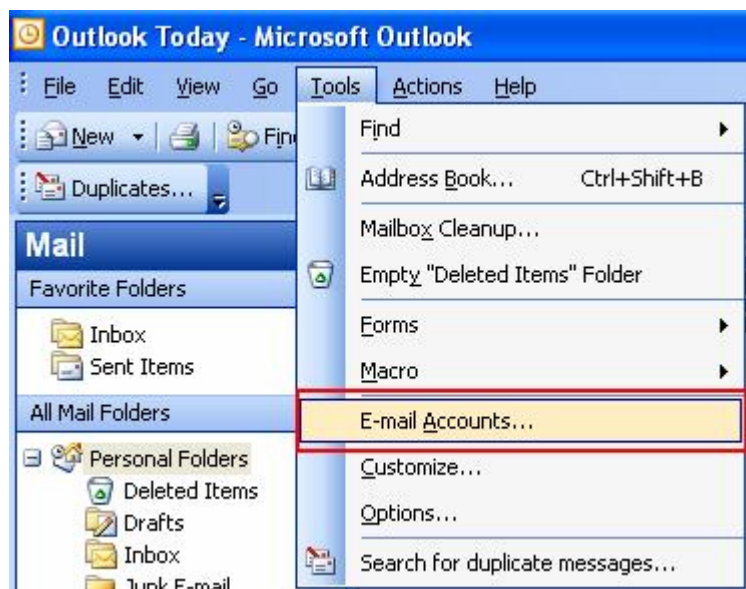 Outlook Today - Microsoft Outlook
File Edit View Go Tools Actions Help
New
Duplicates...
Mail
Favorite Folders
Inbox
Sent Items
All Mail Folders
Personal Folders
Deleted Items
Drafts
Inbox
Junk E-mail
Find
Address Book... Ctrl+Shift+B
Mailbox Cleanup...
Empty "Deleted Items" Folder
Forms
Macro
E-mail Accounts...
Customize...
Options...
Search for duplicate messages...